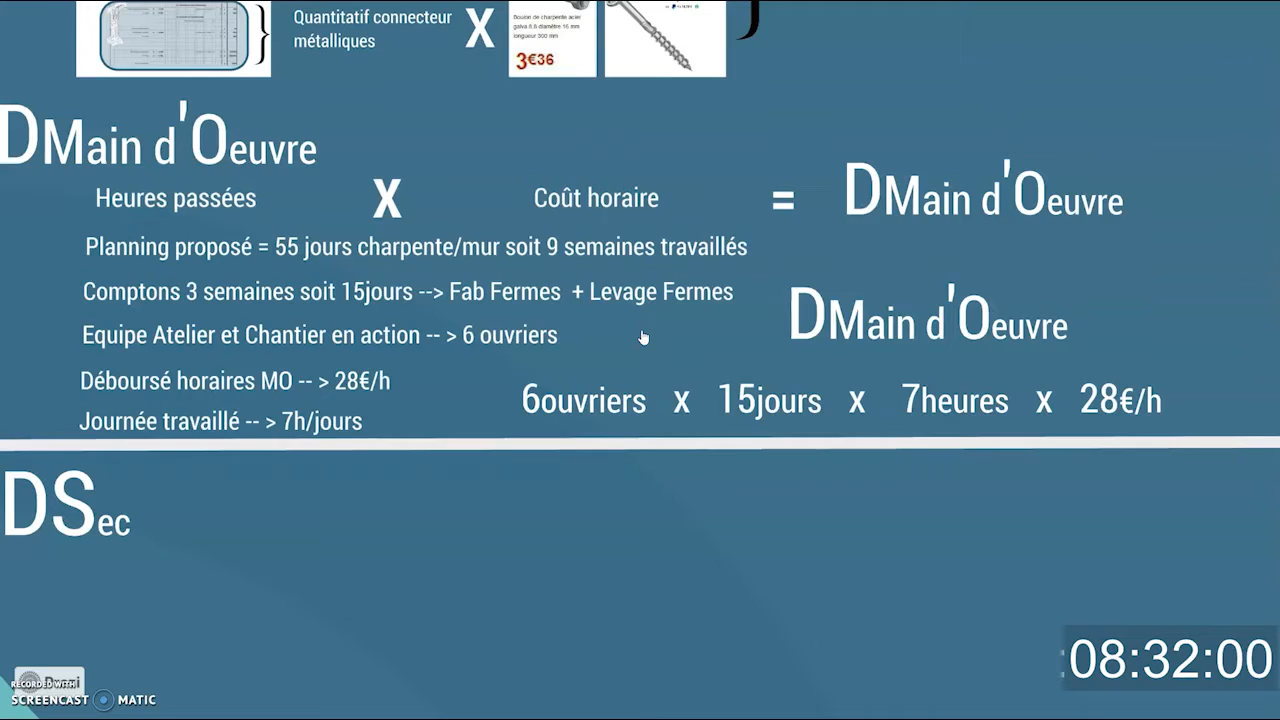 Quantitatif connecteur
métalliques
X
Boulon de charpente acier
galva 8.8 diamètre 16 mm
longueur 300 mm
3€36
DMain d'Oeuvre
Heures passées X Coût horaire = DMain d'Oeuvre
Planning proposé = 55 jours charpente/mur soit 9 semaines travaillés
Comptons 3 semaines soit 15jours --> Fab Fermes + Levage Fermes
DMain d'Oeuvre
Equipe Atelier et Chantier en action -- > 6 ouvriers
Déboursé horaires MO -- > 28€/h
6ouvriers x 15jours x 7heures x 28€/h
Journée travaillé -- > 7h/jours
DSec
:08:32:00
Prezi
RECORDED WITH
SCREENCAST MATIC